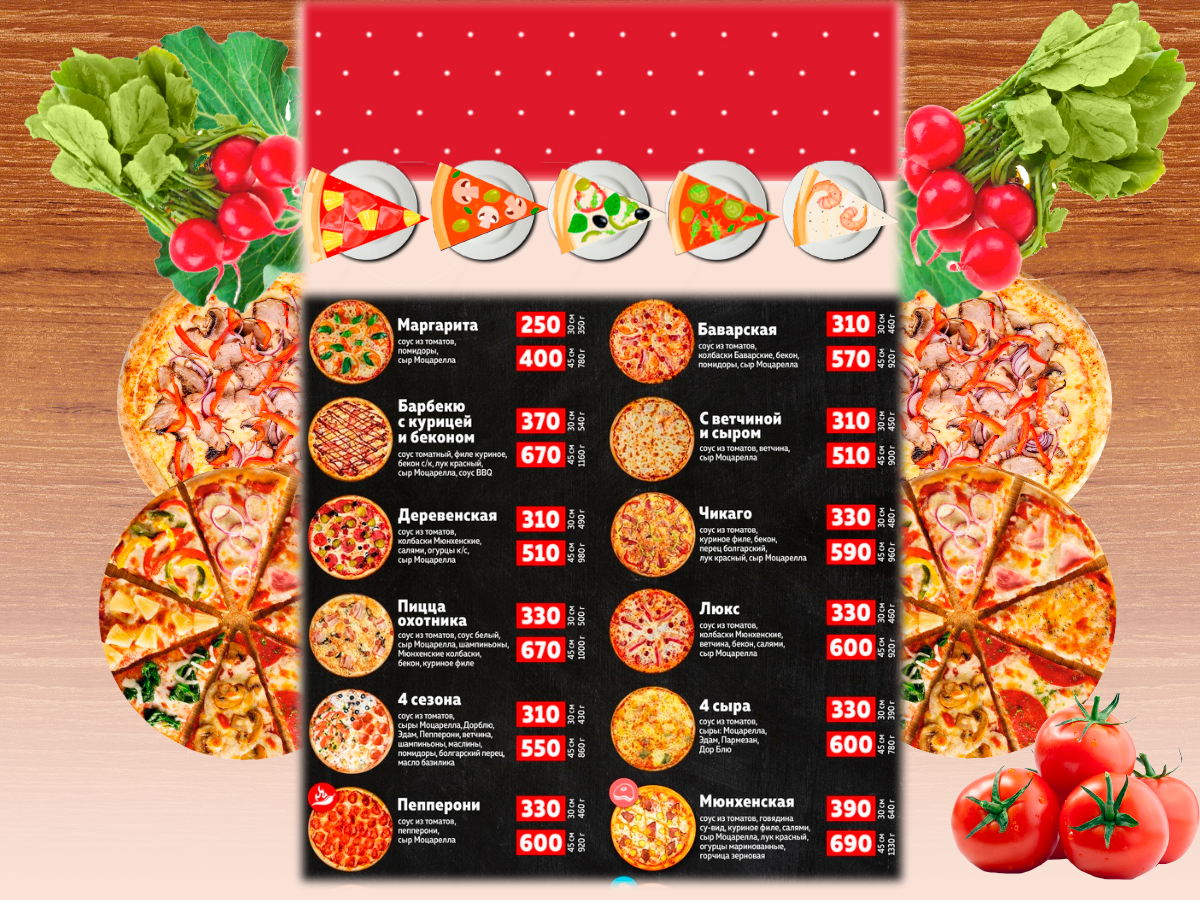 Маргарита
соус из томатов,
помидоры,
сыр Моцарелла
250
30 см
350 г
400
45 см
780 г
Барбекю
с курицей
и беконом
соус томатный, филе куриное,
бекон с/к, лук красный,
сыр Моцарелла, соус BBQ
370
30 см
540 г
670
45 см
1160 г
Деревенская
соус из томатов,
колбаски Мюнхенские,
салями, огурцы к/с,
сыр Моцарелла
310
30 см
490 г
510
45 см
980 г
Пицца
охотника
соус из томатов, соус белый,
сыр Моцарелла, шампиньоны,
Мюнхенские колбаски,
бекон, куриное филе
330
30 см
500 г
670
45 см
1000 г
4 сезона
соус из томатов,
сыры Моцарелла, Дорблю,
Эдам, Пепперони, ветчина,
шампиньоны, маслины,
помидоры, болгарский перец,
масло базилика
310
30 см
430 г
550
45 см
860 г
Пепперони
соус из томатов,
пепперони,
сыр Моцарелла
330
30 см
460 г
600
45 см
920 г
Баварская
соус из томатов,
колбаски Баварские, бекон,
помидоры, сыр Моцарелла
310
30 см
460 г
570
45 см
920 г
С ветчиной
и сыром
соус из томатов, ветчина,
сыр Моцарелла
310
30 см
450 г
510
45 см
900 г
Чикаго
соус из томатов,
куриное филе, бекон,
перец болгарский,
лук красный, сыр Моцарелла
330
30 см
480 г
590
45 см
960 г
Люкс
соус из томатов,
колбаски Мюнхенские,
ветчина, бекон, салями,
сыр Моцарелла
330
30 см
460 г
600
45 см
920 г
4 сыра
соус из томатов,
сыры: Моцарелла,
Эдам, Пармезан,
Дор Блю
330
30 см
390 г
600
45 см
780 г
Мюнхенская
соус из томатов, говядина
су-вид, куриное филе, салями,
сыр Моцарелла, лук красный,
огурцы маринованные,
горчица зерновая
390
30 см
640 г
690
45 см
1330 г